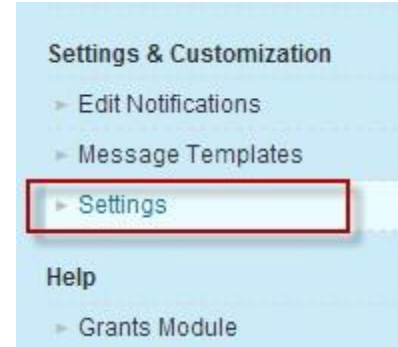 Settings & Customization
Edit Notifications
Message Templates
Settings
Help
Grants Module